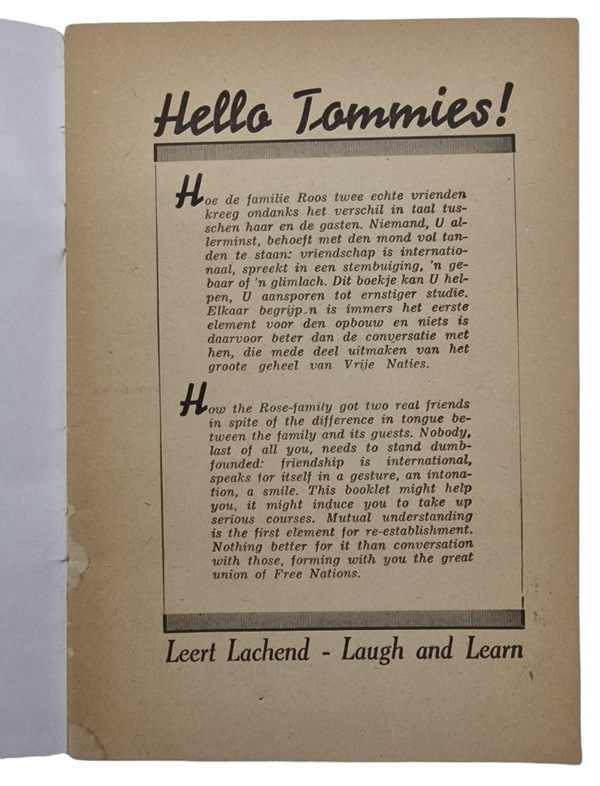 Hello Tommies!
Hoe de familie Roos twee echte vrienden
kreeg ondanks het verschil in taal tus-
schen haar en de gasten. Niemand, U al-
lerminst, behoeft met den mond vol tan-
den te staan: vriendschap is internatio-
naal, spreekt in een stembuiging, 'n ge-
baar of 'n glimlach. Dit boekje kan U hel-
pen, U aansporen tot ernstiger studie.
Elkaar begrijp.n is immers het eerste
element voor den opbouw en niets is
daarvoor beter dan de conversatie met
hen, die mede deel uitmaken van het
groote geheel van Vrije Naties.
How the Rose-family got two real friends
in spite of the difference in tongue be-
tween the family and its guests. Nobody,
last of all you, needs to stand dumb-
founded: friendship is international,
speaks for itself in a gesture, an intona-
tion, a smile. This booklet might help
you, it might induce you to take up
serious courses. Mutual understanding
is the first element for re-establishment.
Nothing better for it than conversation
with those, forming with you the great
union of Free Nations.
Leert Lachend - Laugh and Learn